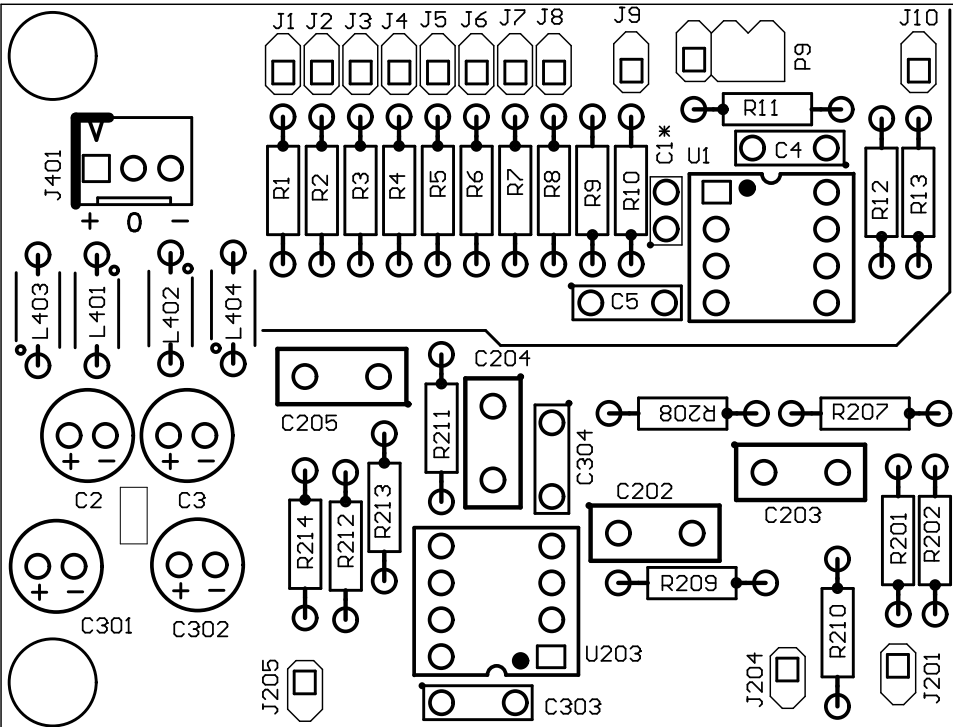 J1 J2 J3 J4 J5 J6 J7 J8 J9 J10
P9
R11
C1*
U1
C4
J401
R1 R2 R3 R4 R5 R6 R7 R8 R9 R10 R12 R13
+ 0 -
C5
L403 L401 L402 L404
C204
C205
R211
R208
R207
C304
+ - + -
C2 C3
R213
C202
C203
R214 R212
R201 R202
+ - + -
R209
C301 C302
R210
U203
J205
J204
J201
C303